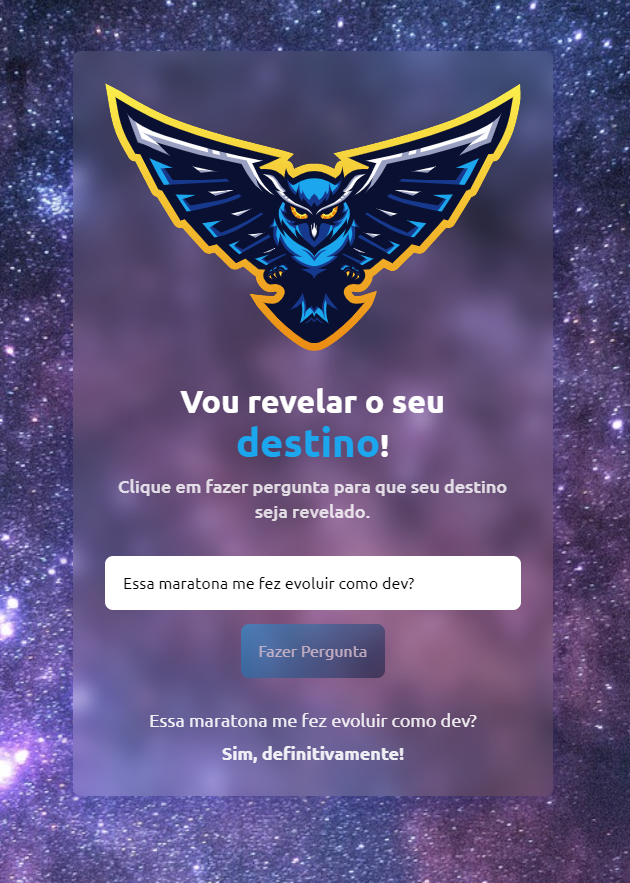 Vou revelar o seu
destino!
Clique em fazer pergunta para que seu destino
seja revelado.
Essa maratona me fez evoluir como dev?
Fazer Pergunta
Essa maratona me fez evoluir como dev?
Sim, definitivamente!